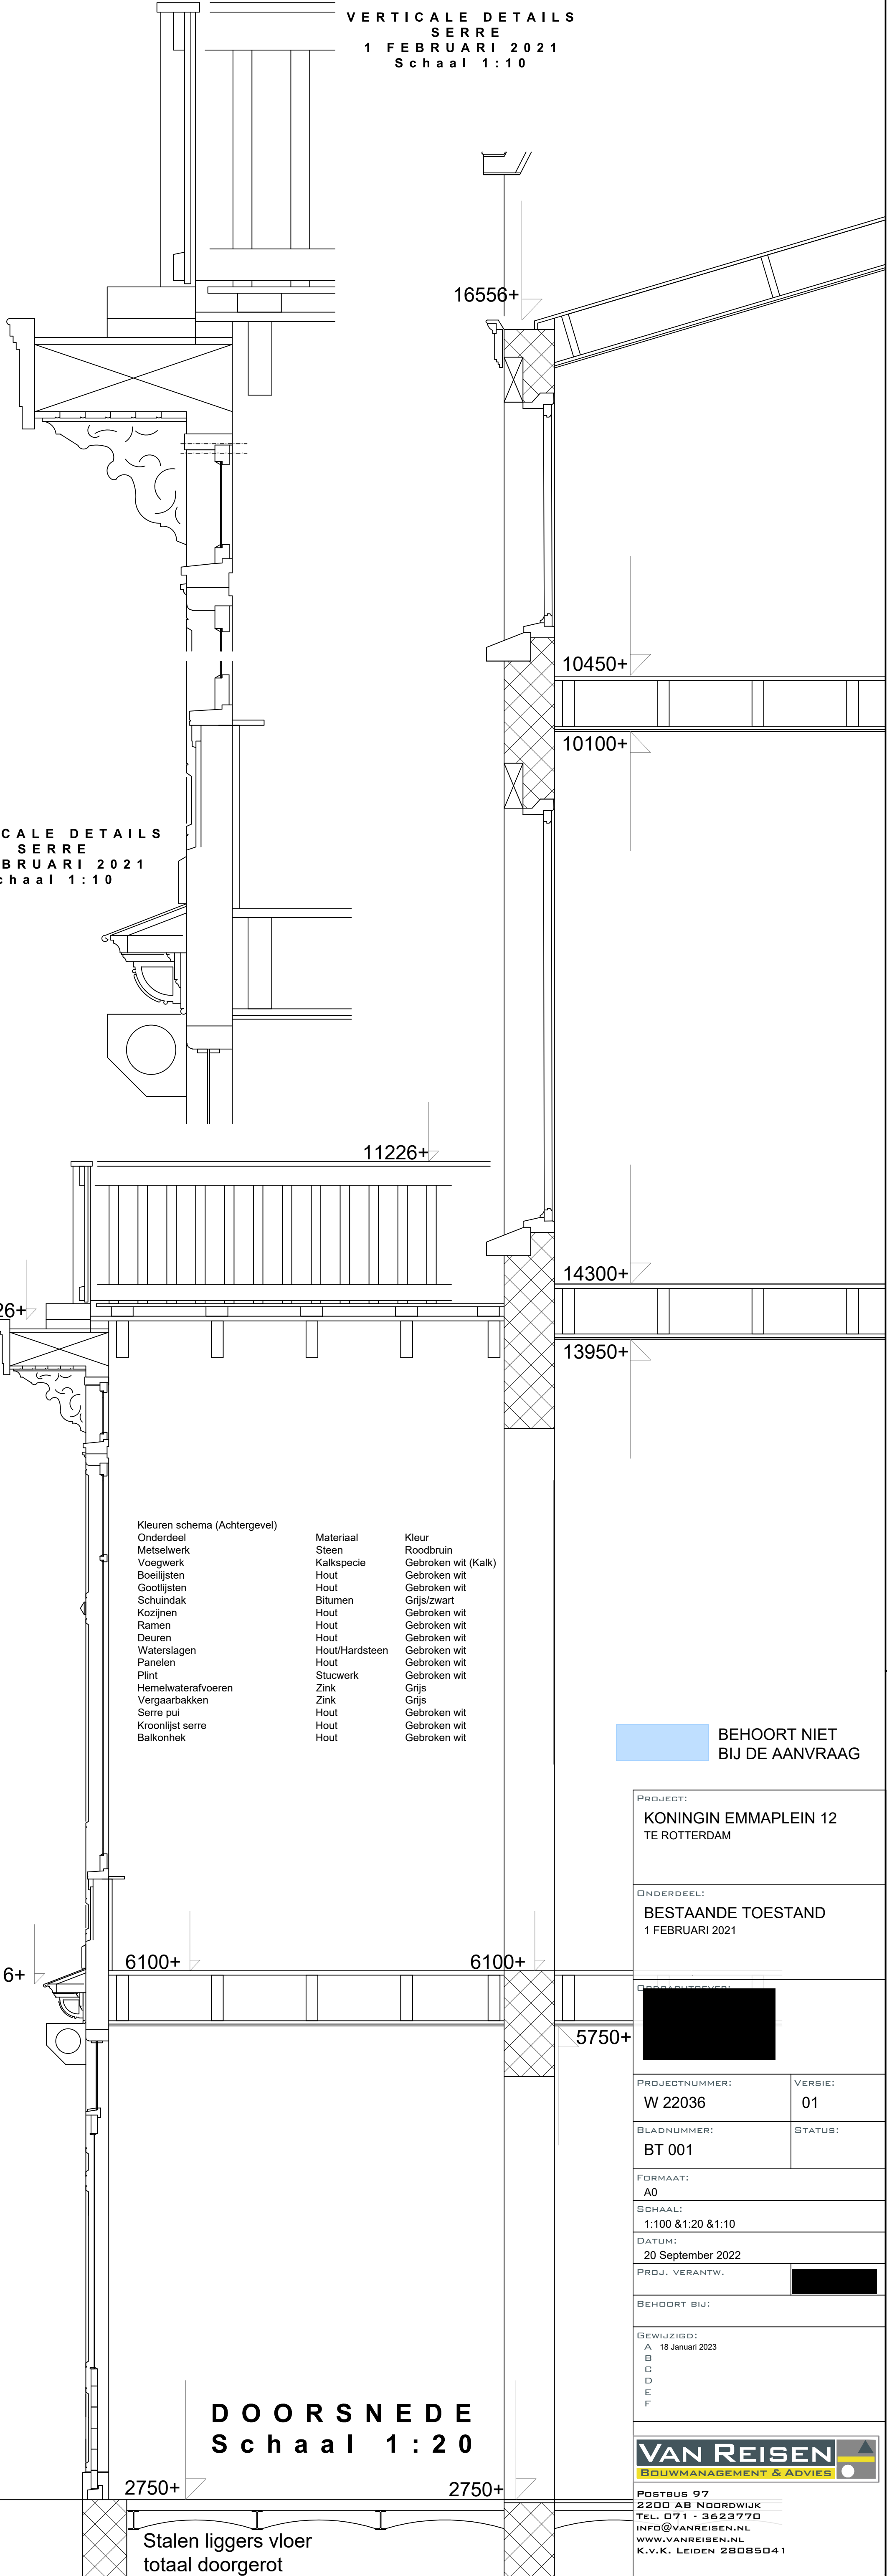 VERTICALE DETAILS
SERRE
1 FEBRUARI 2021
Schaal 1:10
16556+
10450+
10100+
CALE DETAILS
SERRE
BRUARI 2021
chaal 1:10
11226+
14300+
26+
13950+
Kleuren schema (Achtergevel)
Onderdeel Materiaal Kleur
Metselwerk Steen Roodbruin
Voegwerk Kalkspecie Gebroken wit (Kalk)
Boeilijsten Hout Gebroken wit
Gootlijsten Hout Gebroken wit
Schuindak Bitumen Grijs/zwart
Kozijnen Hout Gebroken wit
Ramen Hout Gebroken wit
Deuren Hout Gebroken wit
Waterslagen Hout/Hardsteen Gebroken wit
Panelen Hout Gebroken wit
Plint Stucwerk Gebroken wit
Hemelwaterafvoeren Zink Grijs
Vergaarbakken Zink Grijs
Serre pui Hout Gebroken wit
Kroonlijst serre Hout Gebroken wit
Balkonhek Hout Gebroken wit
BEHOORT NIET
BIJ DE AANVRAAG
Project:
KONINGIN EMMAPLEIN 12
TE ROTTERDAM
Onderdeel:
BESTAANDE TOESTAND
1 FEBRUARI 2021
6100+ 6100+
6+
Opdrachtgever:
5750+
Projectnummer: Versie:
W 22036 01
Bladnummer: Status:
BT 001
Formaat:
A0
Schaal:
1:100 &1:20 &1:10
Datum:
20 September 2022
Proj. verantw.
Behoort bij:
Gewijzigd:
A 18 Januari 2023
B
C
D
E
F
DOORSNEDE
Schaal 1:20
2750+ 2750+
Stalen liggers vloer
totaal doorgerot
Van Reisen
Bouwmanagement & Advies
Postbus 97
2200 AB Noordwijk
Tel. 071 - 3623770
info@vanreisen.nl
www.vanreisen.nl
K.v.K. Leiden 28085041